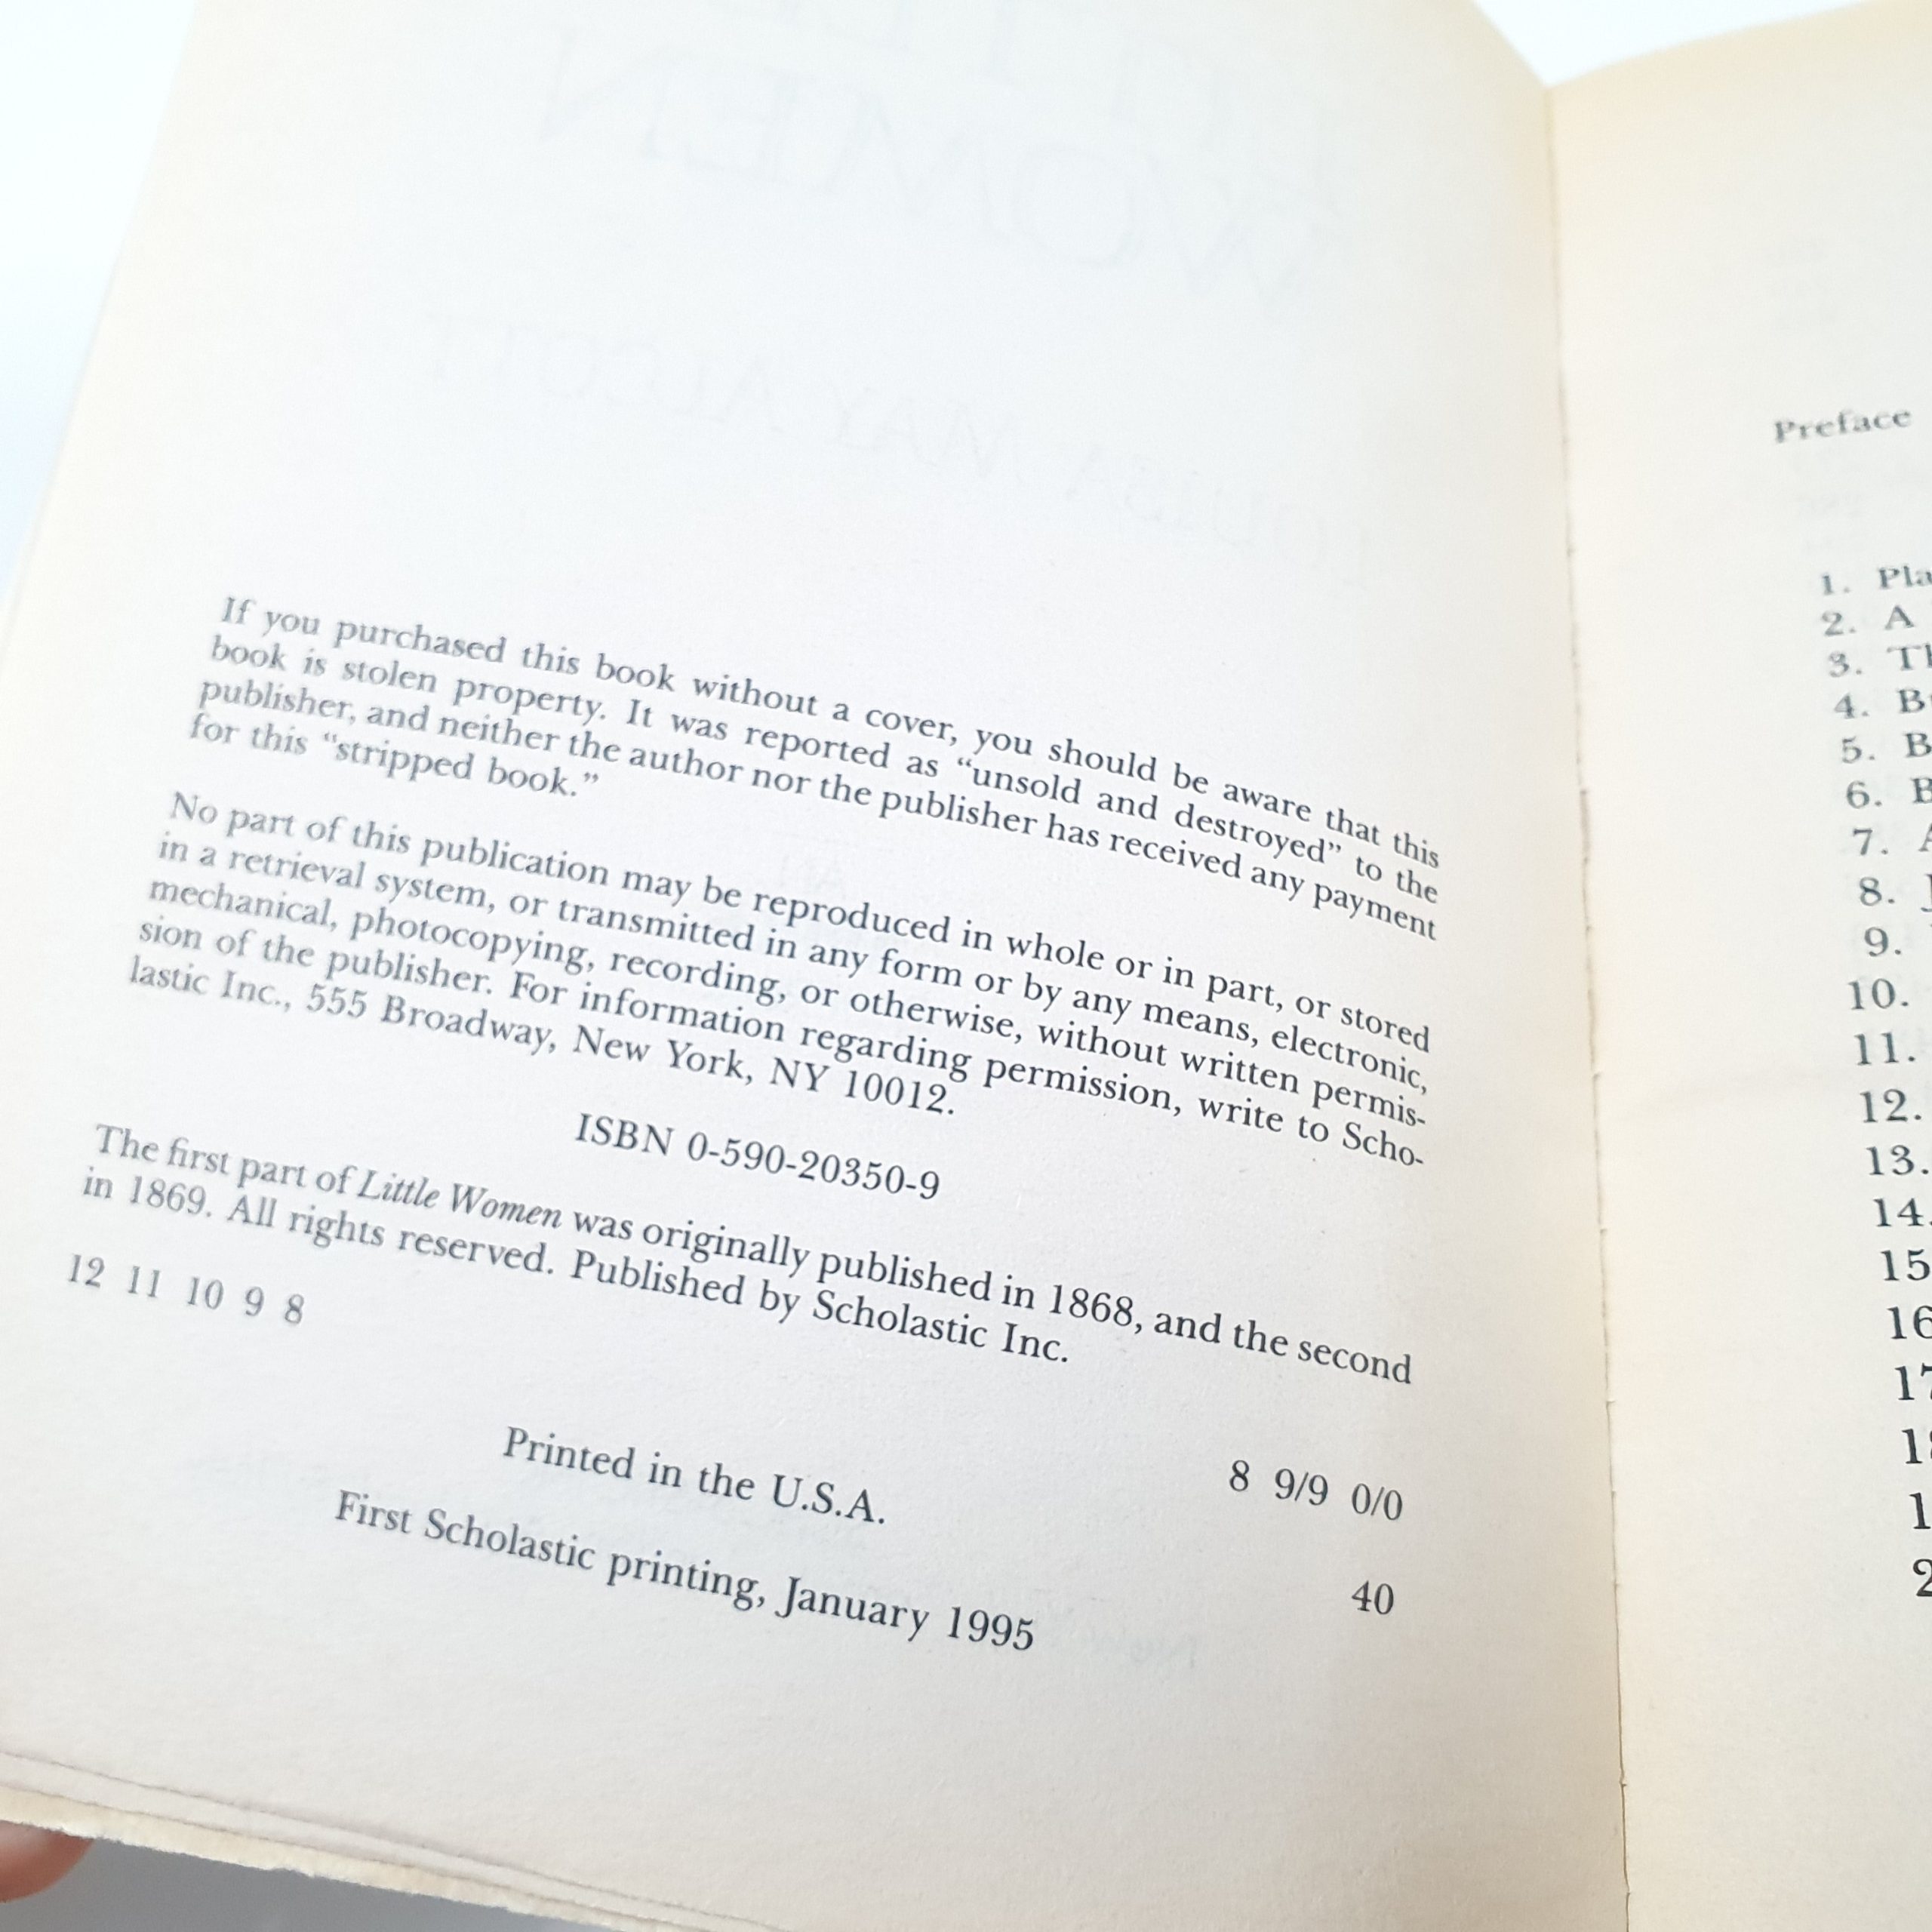 If you purchased this book without a cover, you should be aware that this
book is stolen property. It was reported as “unsold and destroyed” to the
publisher, and neither the author nor the publisher has received any payment
for this “stripped book.”
No part of this publication may be reproduced in whole or in part, or stored
in a retrieval system, or transmitted in any form or by any means, electronic,
mechanical, photocopying, recording, or otherwise, without written permis-
sion of the publisher. For information regarding permission, write to Scho-
lastic Inc., 555 Broadway, New York, NY 10012.
ISBN 0-590-20350-9
The first part of Little Women was originally published in 1868, and the second
in 1869. All rights reserved. Published by Scholastic Inc.
12 11 10 9 8
8 9/9 0/0
Printed in the U.S.A.
40
First Scholastic printing, January 1995
Preface
1.
2. A
3.
4.
5.
6.
7.
8.
9.
10.
11.
12.
13.
14.
15
16
17